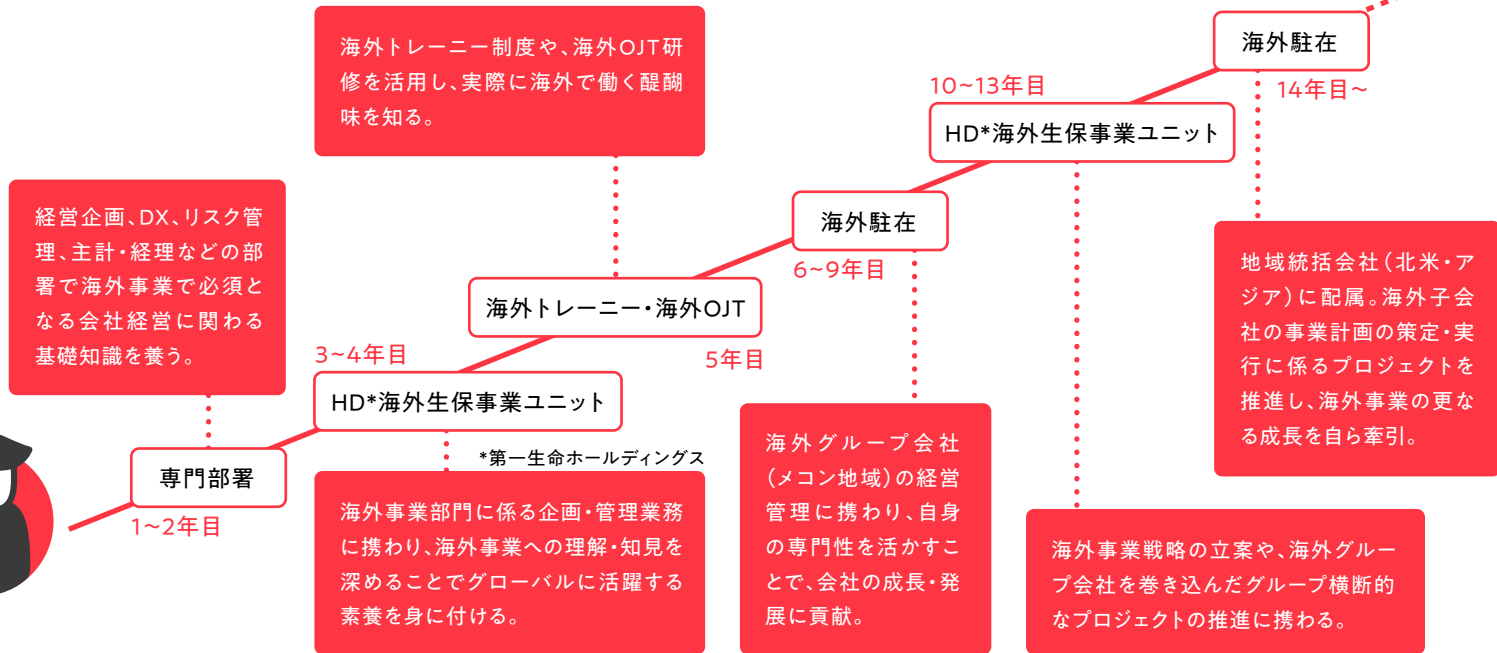 専門部署
1~2年目
経営企画、DX、リスク管
理、主計・経理などの部
署で海外事業で必須と
なる会社経営に関わる
基礎知識を養う。
3~4年目
HD*海外生保事業ユニット
*第一生命ホールディングス
海外事業部門に係る企画・管理業務
に携わり、海外事業への理解・知見を
深めることでグローバルに活躍する
素養を身に付ける。
海外トレーニー制度や、海外OJT研
修を活用し、実際に海外で働く醍醐
味を知る。
海外トレーニー・海外OJT
5年目
海外駐在
6~9年目
海外グループ会社
（メコン地域）の経営
管理に携わり、自身
の専門性を活かすこ
とで、会社の成長・発
展に貢献。
10~13年目
HD*海外生保事業ユニット
海外事業戦略の立案や、海外グルー
プ会社を巻き込んだグループ横断的
なプロジェクトの推進に携わる。
海外駐在
14年目~
地域統括会社（北米・ア
ジア）に配属。海外子会
社の事業計画の策定・実
行に係るプロジェクトを
推進し、海外事業の更な
る成長を自ら牽引。